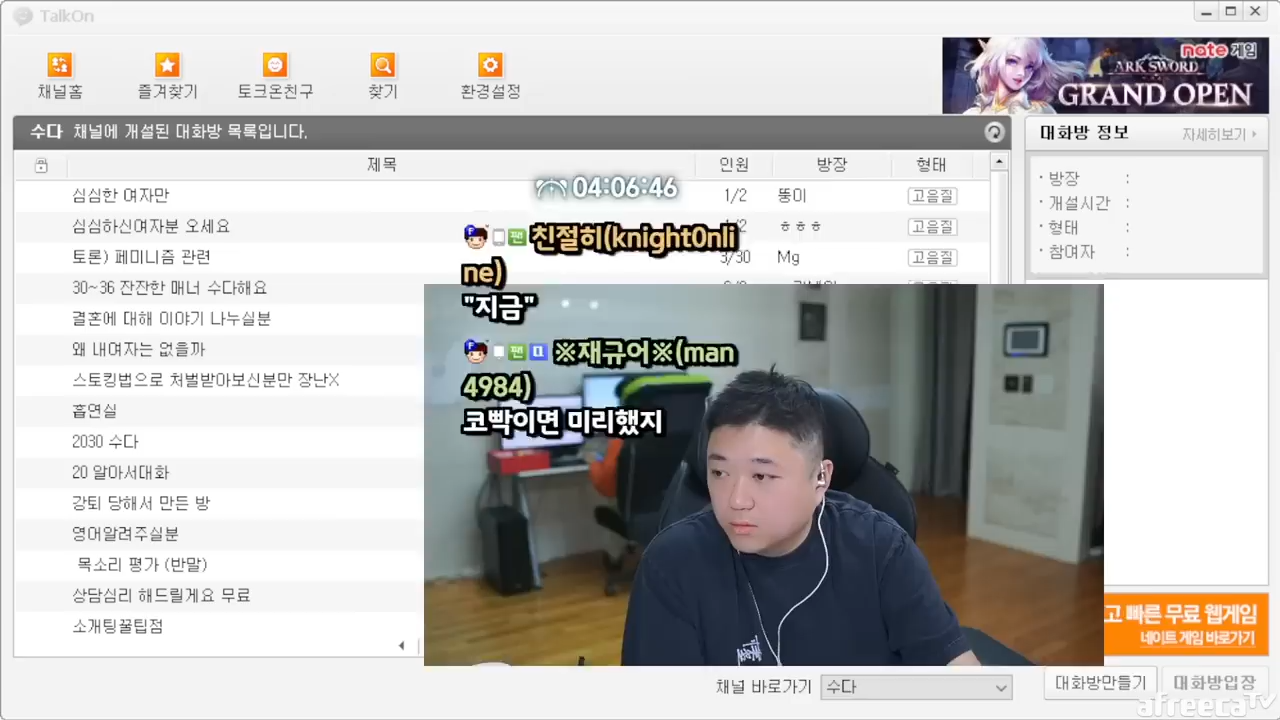 TalkOn
채널홈
즐겨찾기
토크온친구
찾기
환경설정
nate 게임
ARK SWORD
GRAND OPEN
수다 채널에 개설된 대화방 목록입니다.
제목
인원
방장
형태
심심한 여자만
1/2
뚱이
고음질
심심하신여자분 오세요
ㅎㅎㅎ
고음질
토론) 페미니즘 관련
3/30
Mg
고음질
30~36 잔잔한 매너 수다해요
결혼에 대해 이야기 나누실분
왜 내여자는 없을까
스토킹법으로 처벌받아보신분만 장난X
흡연실
2030 수다
20 알아서대화
강퇴 당해서 만든 방
영어알려주실분
목소리 평가 (반말)
상담심리 해드릴게요 무료
소개팅꿀팁점
04:06:46
팬 친절히(knight0nli
ne)
"지금"
팬 ※재규어※(man
4984)
코빡이면 미리했지
대화방 정보
자세히보기
· 방장 :
· 개설시간 :
· 형태 :
· 참여자 :
고 빠른 무료 웹게임
네이트 게임 바로가기
채널 바로가기
수다
대화방만들기
대화방입장
afreecaTV